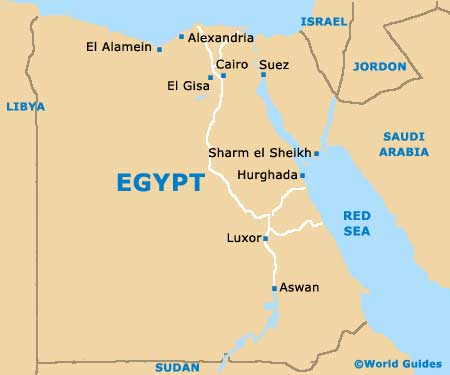 ISRAEL
Alexandria
El Alamein
Cairo
Suez
JORDON
El Gisa
LIBYA
SAUDI
ARABIA
Sharm el Sheikh
Hurghada
EGYPT
RED
SEA
Luxor
Aswan
SUDAN
©World Guides